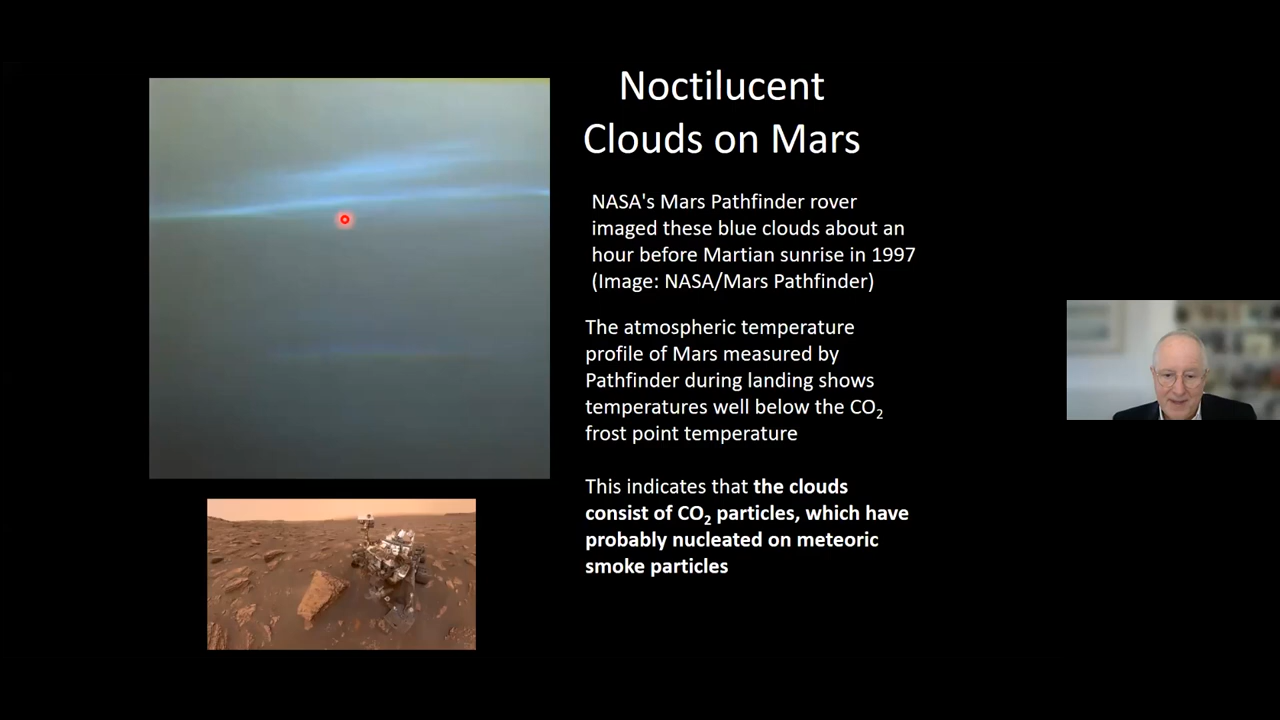 Noctilucent
Clouds on Mars
NASA's Mars Pathfinder rover
imaged these blue clouds about an
hour before Martian sunrise in 1997
(Image: NASA/Mars Pathfinder)
The atmospheric temperature
profile of Mars measured by
Pathfinder during landing shows
temperatures well below the CO₂
frost point temperature
This indicates that the clouds
consist of CO₂ particles, which have
probably nucleated on meteoric
smoke particles